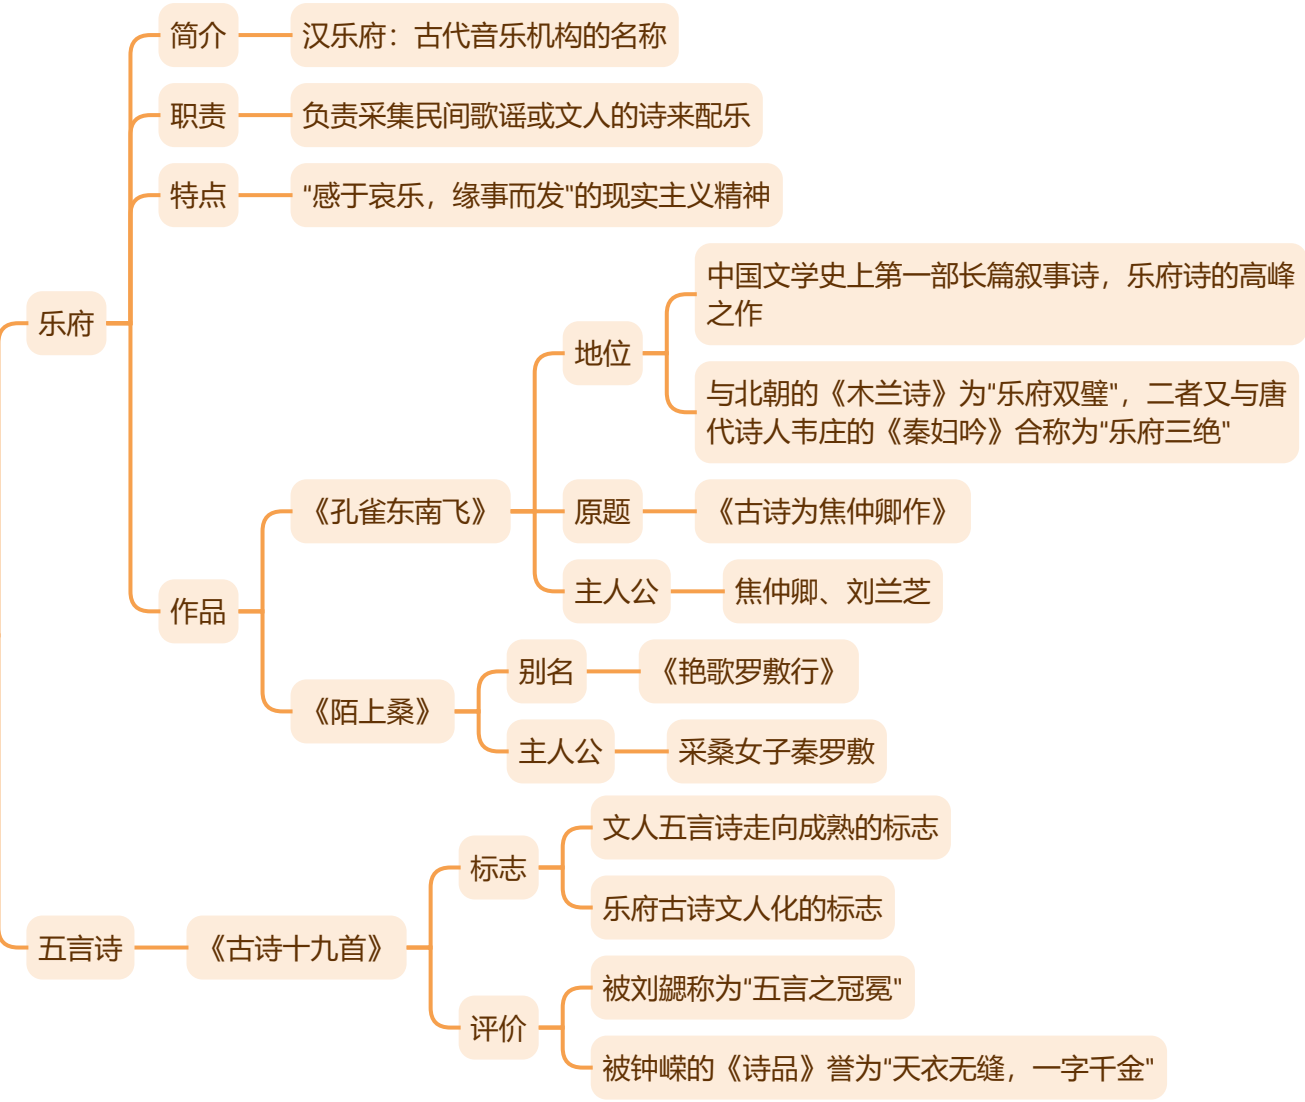 简介
汉乐府：古代音乐机构的名称
职责
负责采集民间歌谣或文人的诗来配乐
特点
"感于哀乐，缘事而发"的现实主义精神
乐府
作品
《孔雀东南飞》
地位
中国文学史上第一部长篇叙事诗，乐府诗的高峰
之作
与北朝的《木兰诗》为"乐府双璧"，二者又与唐
代诗人韦庄的《秦妇吟》合称为"乐府三绝"
原题
《古诗为焦仲卿作》
主人公
焦仲卿、刘兰芝
《陌上桑》
别名
《艳歌罗敷行》
主人公
采桑女子秦罗敷
五言诗
《古诗十九首》
标志
文人五言诗走向成熟的标志
乐府古诗文人化的标志
评价
被刘勰称为"五言之冠冕"
被钟嵘的《诗品》誉为"天衣无缝，一字千金"